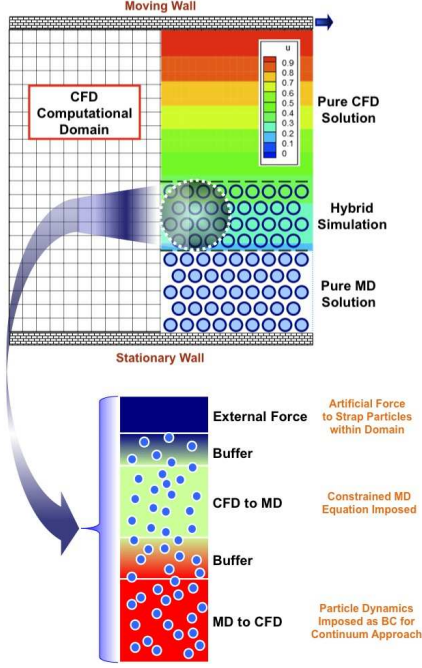 Moving Wall
CFD
Computational
Domain
u
0.9
0.8
0.7
0.6
0.5
0.4
0.3
0.2
0.1
0
Pure CFD
Solution
Hybrid
Simulation
Pure MD
Solution
Stationary Wall
External Force
Artificial Force
to Strap Particles
within Domain
Buffer
CFD to MD
Constrained MD
Equation Imposed
Buffer
MD to CFD
Particle Dynamics
Imposed as BC for
Continuum Approach